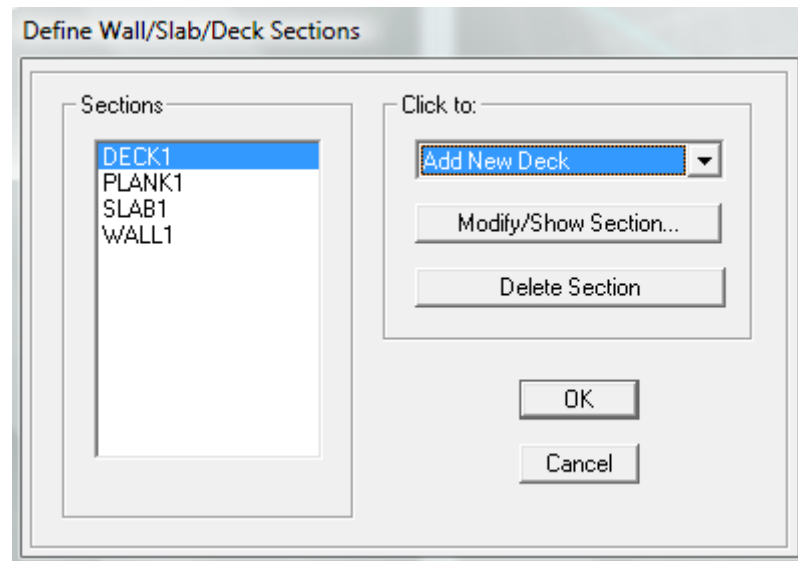 Define Wall/Slab/Deck Sections
Sections
DECK1
PLANK1
SLAB1
WALL1
Click to:
Add New Deck
Modify/Show Section...
Delete Section
OK
Cancel